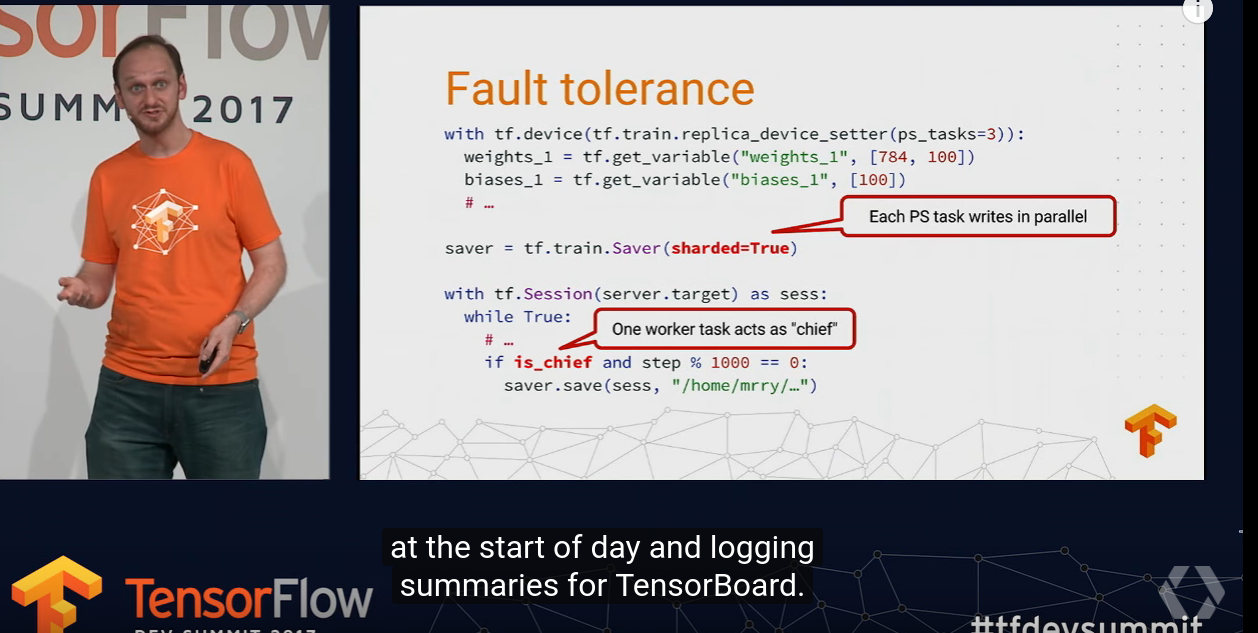 SUMM 2017
Fault tolerance
with tf.device(tf.train.replica_device_setter(ps_tasks=3)):
weights_1 = tf.get_variable("weights_1", [784, 100])
biases_1 = tf.get_variable("biases_1", [100])
# …
Each PS task writes in parallel
saver = tf.train.Saver(sharded=True)
with tf.Session(server.target) as sess:
while True:
One worker task acts as "chief"
# …
if is_chief and step % 1000 == 0:
saver.save(sess, "/home/mrry/…")
at the start of day and logging
summaries for TensorBoard.
TensorFlow
DEV SUMMIT 2017
#tfdevsummit